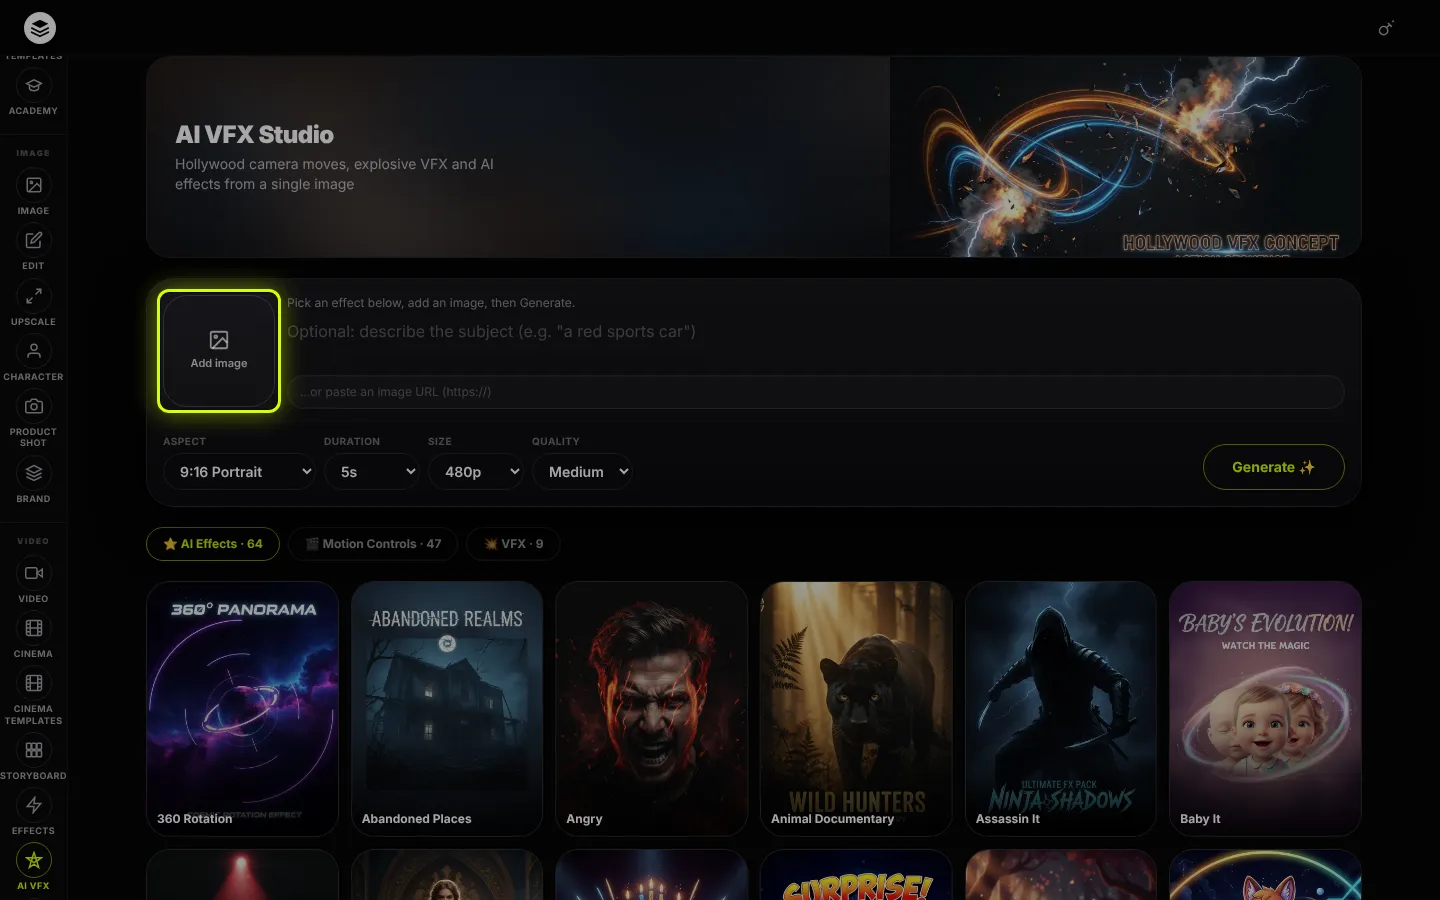 TEMPLATES
ACADEMY
IMAGE
IMAGE
EDIT
UPSCALE
CHARACTER
PRODUCT
SHOT
BRAND
VIDEO
VIDEO
CINEMA
CINEMA
TEMPLATES
STORYBOARD
EFFECTS
AI VFX
AI VFX Studio
Hollywood camera moves, explosive VFX and AI
effects from a single image
HOLLYWOOD VFX CONCEPT
Add image
Pick an effect below, add an image, then Generate.
Optional: describe the subject (e.g. "a red sports car")
...or paste an image URL (https://)
ASPECT
9:16 Portrait
DURATION
5s
SIZE
480p
QUALITY
Medium
Generate ✨
⭐ AI Effects · 64
🎬 Motion Controls · 47
💥 VFX · 9
360° PANORAMA
360 Rotation
ABANDONED REALMS
Abandoned Places
Angry
WILD HUNTERS
Animal Documentary
ULTIMATE FX PACK
NINJA SHADOWS
Assassin It
BABY'S EVOLUTION!
WATCH THE MAGIC
Baby It
SURPRISE!